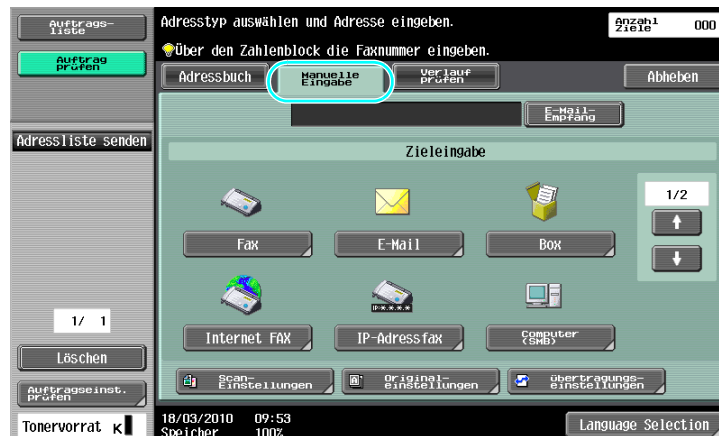 Auftrags-
liste
Auftrag
prüfen
Adressliste senden
1/ 1
Löschen
Auftragseinst.
prüfen
Tonervorrat K
Adresstyp auswählen und Adresse eingeben.
Anzahl
Ziele 000
Über den Zahlenblock die Faxnummer eingeben.
Adressbuch
Manuelle
Eingabe
Verlauf
prüfen
Abheben
E-Mail-
Empfang
Zieleingabe
1/2
Fax
E-Mail
Box
IP*.*.*.*
Internet FAX
IP-Adressfax
Computer
(SMB)
Scan-
Einstellungen
Original-
einstellungen
übertragungs-
einstellungen
18/03/2010 09:53
Speicher 100%
Language Selection